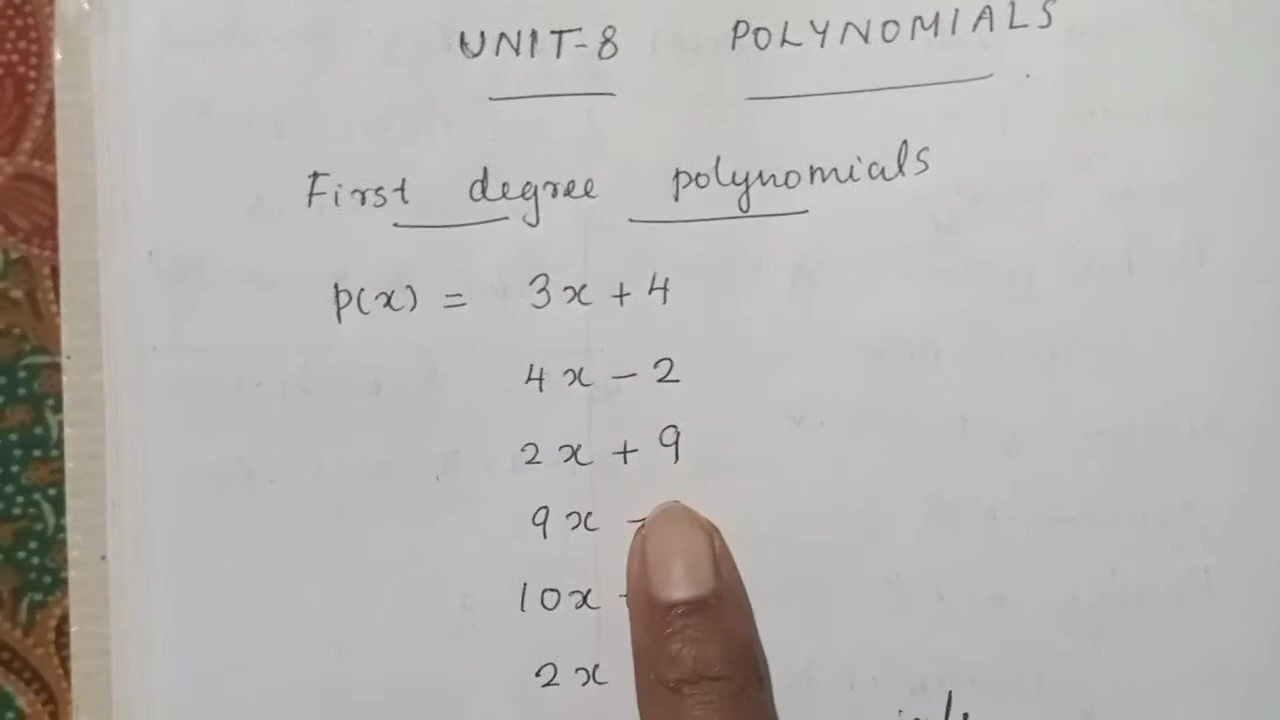 UNIT-8 POLYNOMIALS
First degree polynomials
p(x) = 3x + 4
4x - 2
2x + 9
9x -
10x
2x